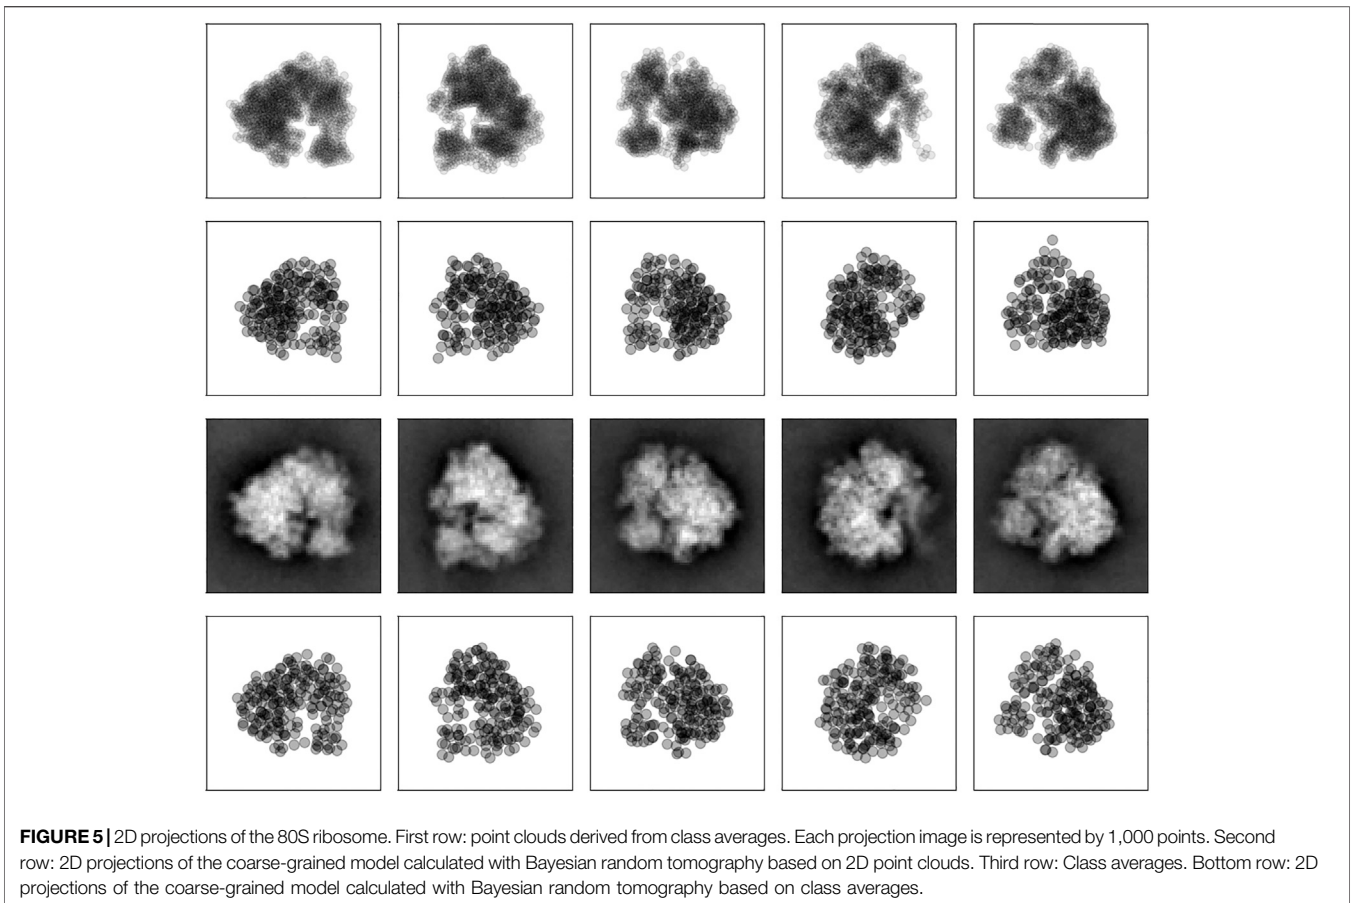 FIGURE 5 | 2D projections of the 80S ribosome. First row: point clouds derived from class averages. Each projection image is represented by 1,000 points. Second
row: 2D projections of the coarse-grained model calculated with Bayesian random tomography based on 2D point clouds. Third row: Class averages. Bottom row: 2D
projections of the coarse-grained model calculated with Bayesian random tomography based on class averages.